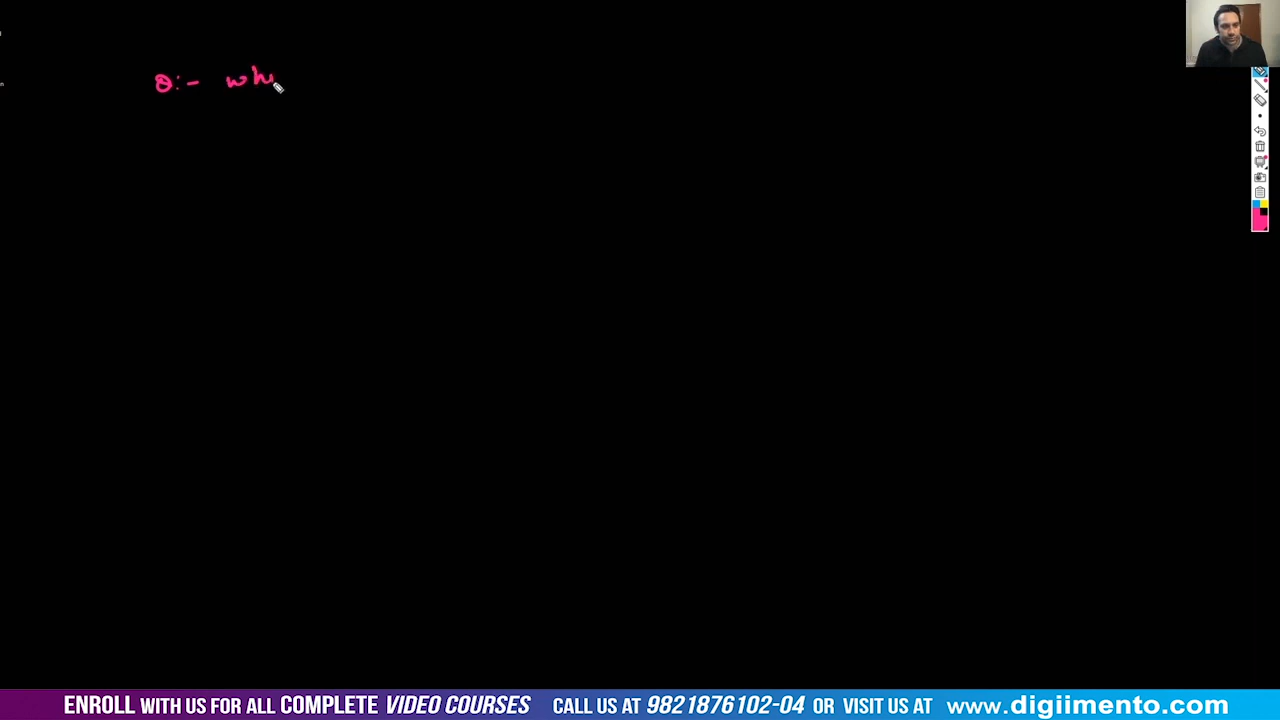 Q:- wh
ENROLL WITH US FOR ALL COMPLETE VIDEO COURSES CALL US AT 9821876102-04 OR VISIT US AT www.digiimento.com